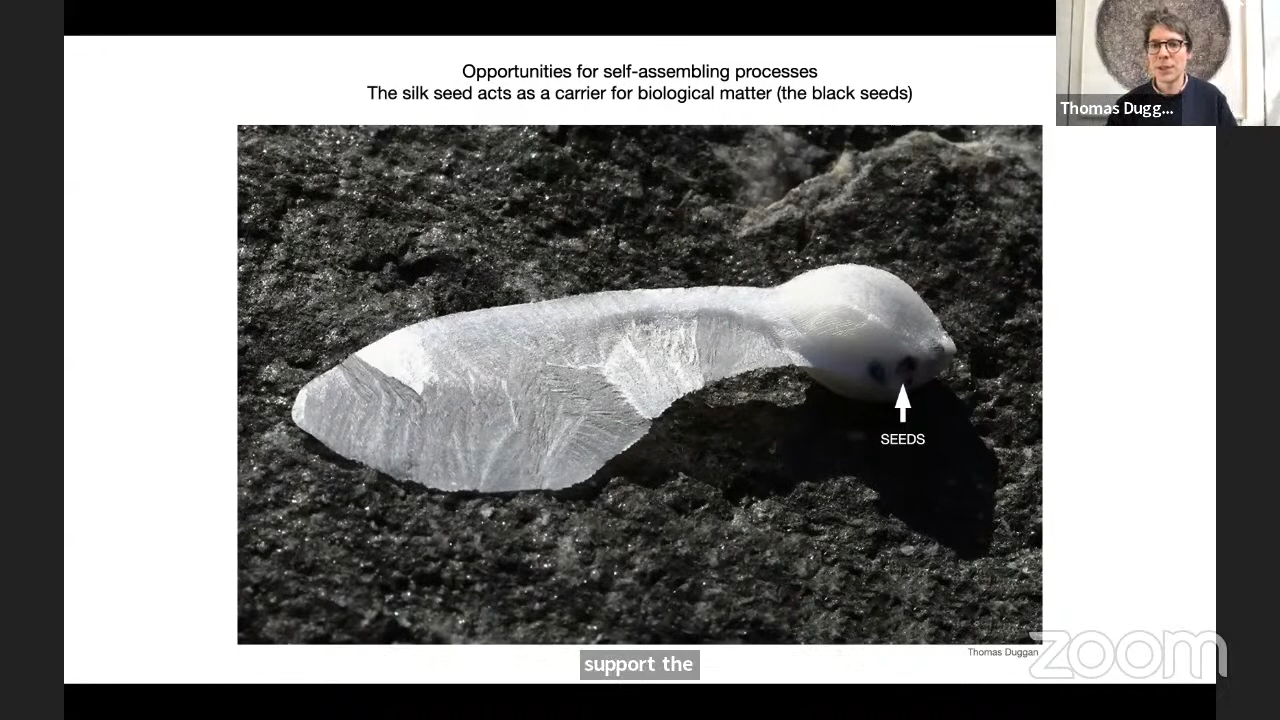 Opportunities for self-assembling processes
The silk seed acts as a carrier for biological matter (the black seeds)
Thomas Dugg...
SEEDS
Thomas Duggan
support the
zoom